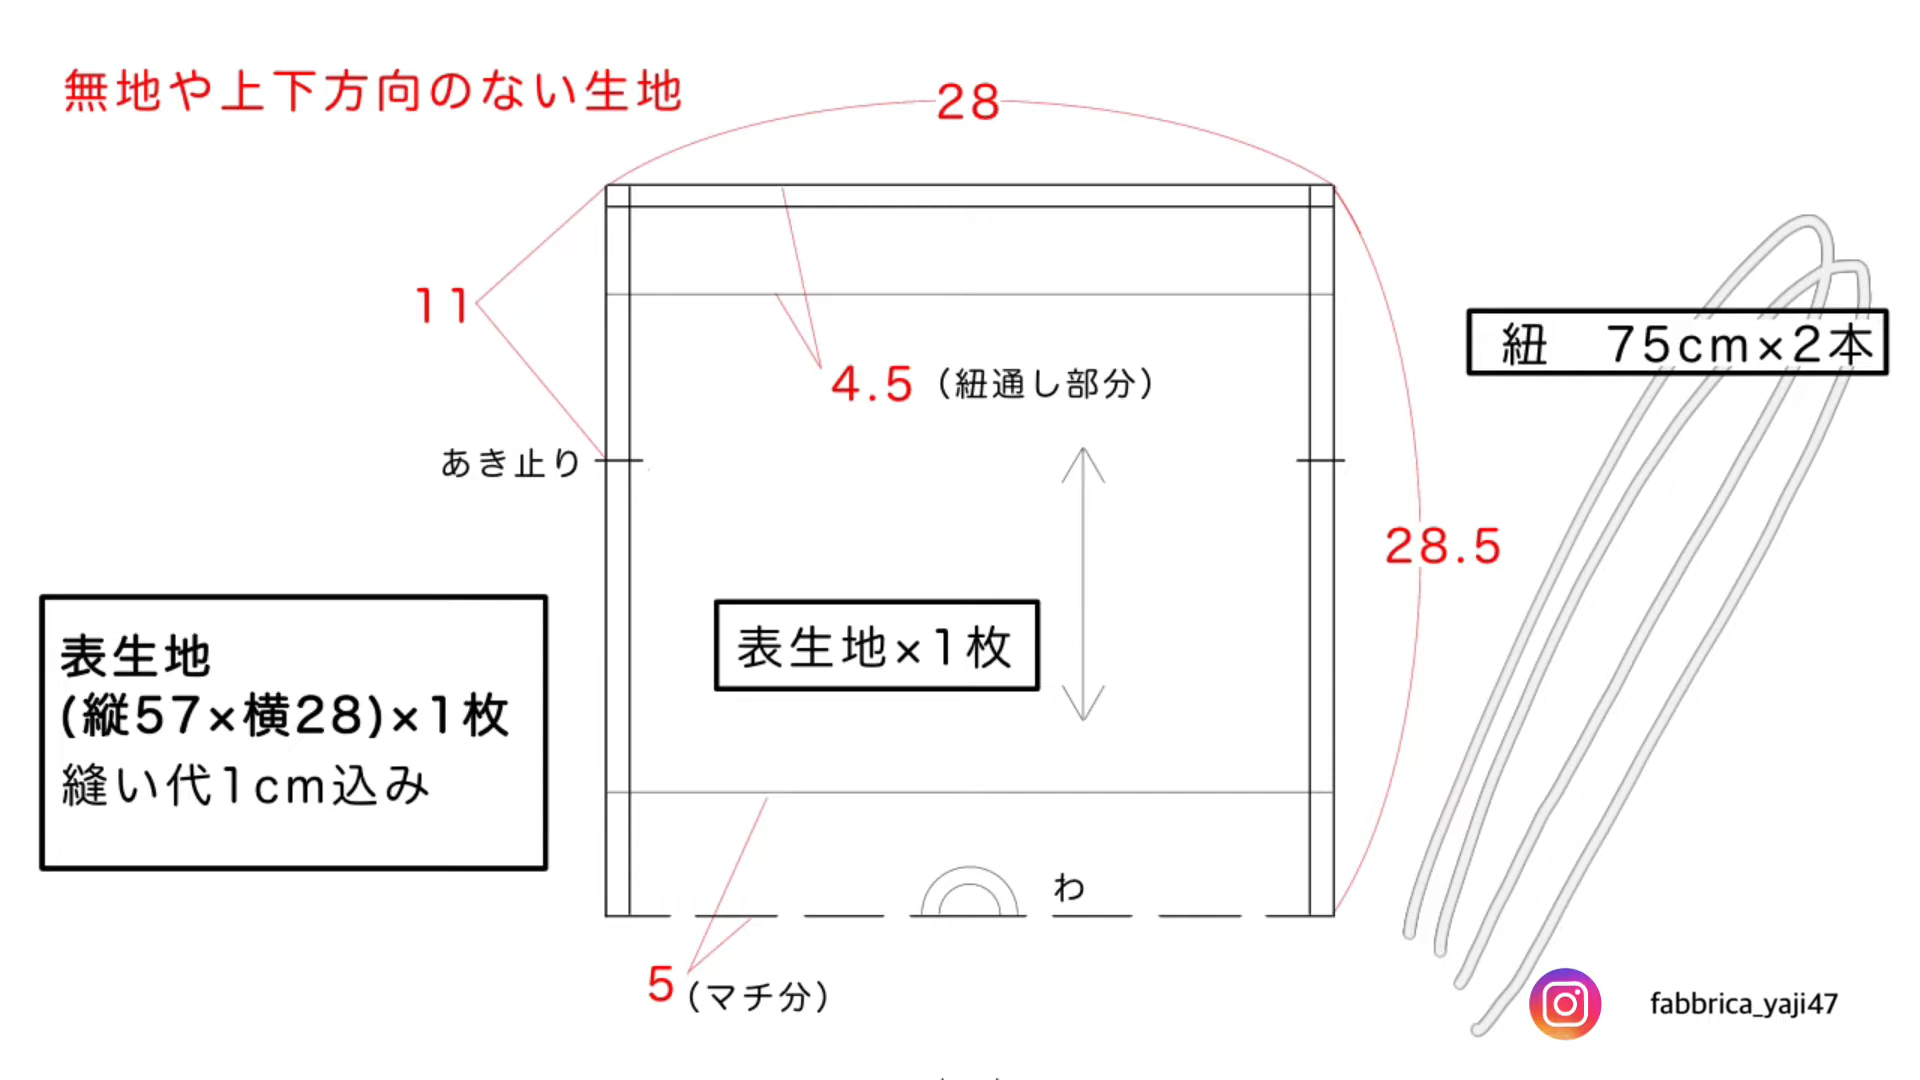 無地や上下方向のない生地
28
11
4.5（紐通し部分）
紐　75cm×2本
あき止り
28.5
表生地×1枚
表生地
(縦57×横28)×1枚
縫い代1cm込み
わ
5（マチ分）
fabbrica_yaji47